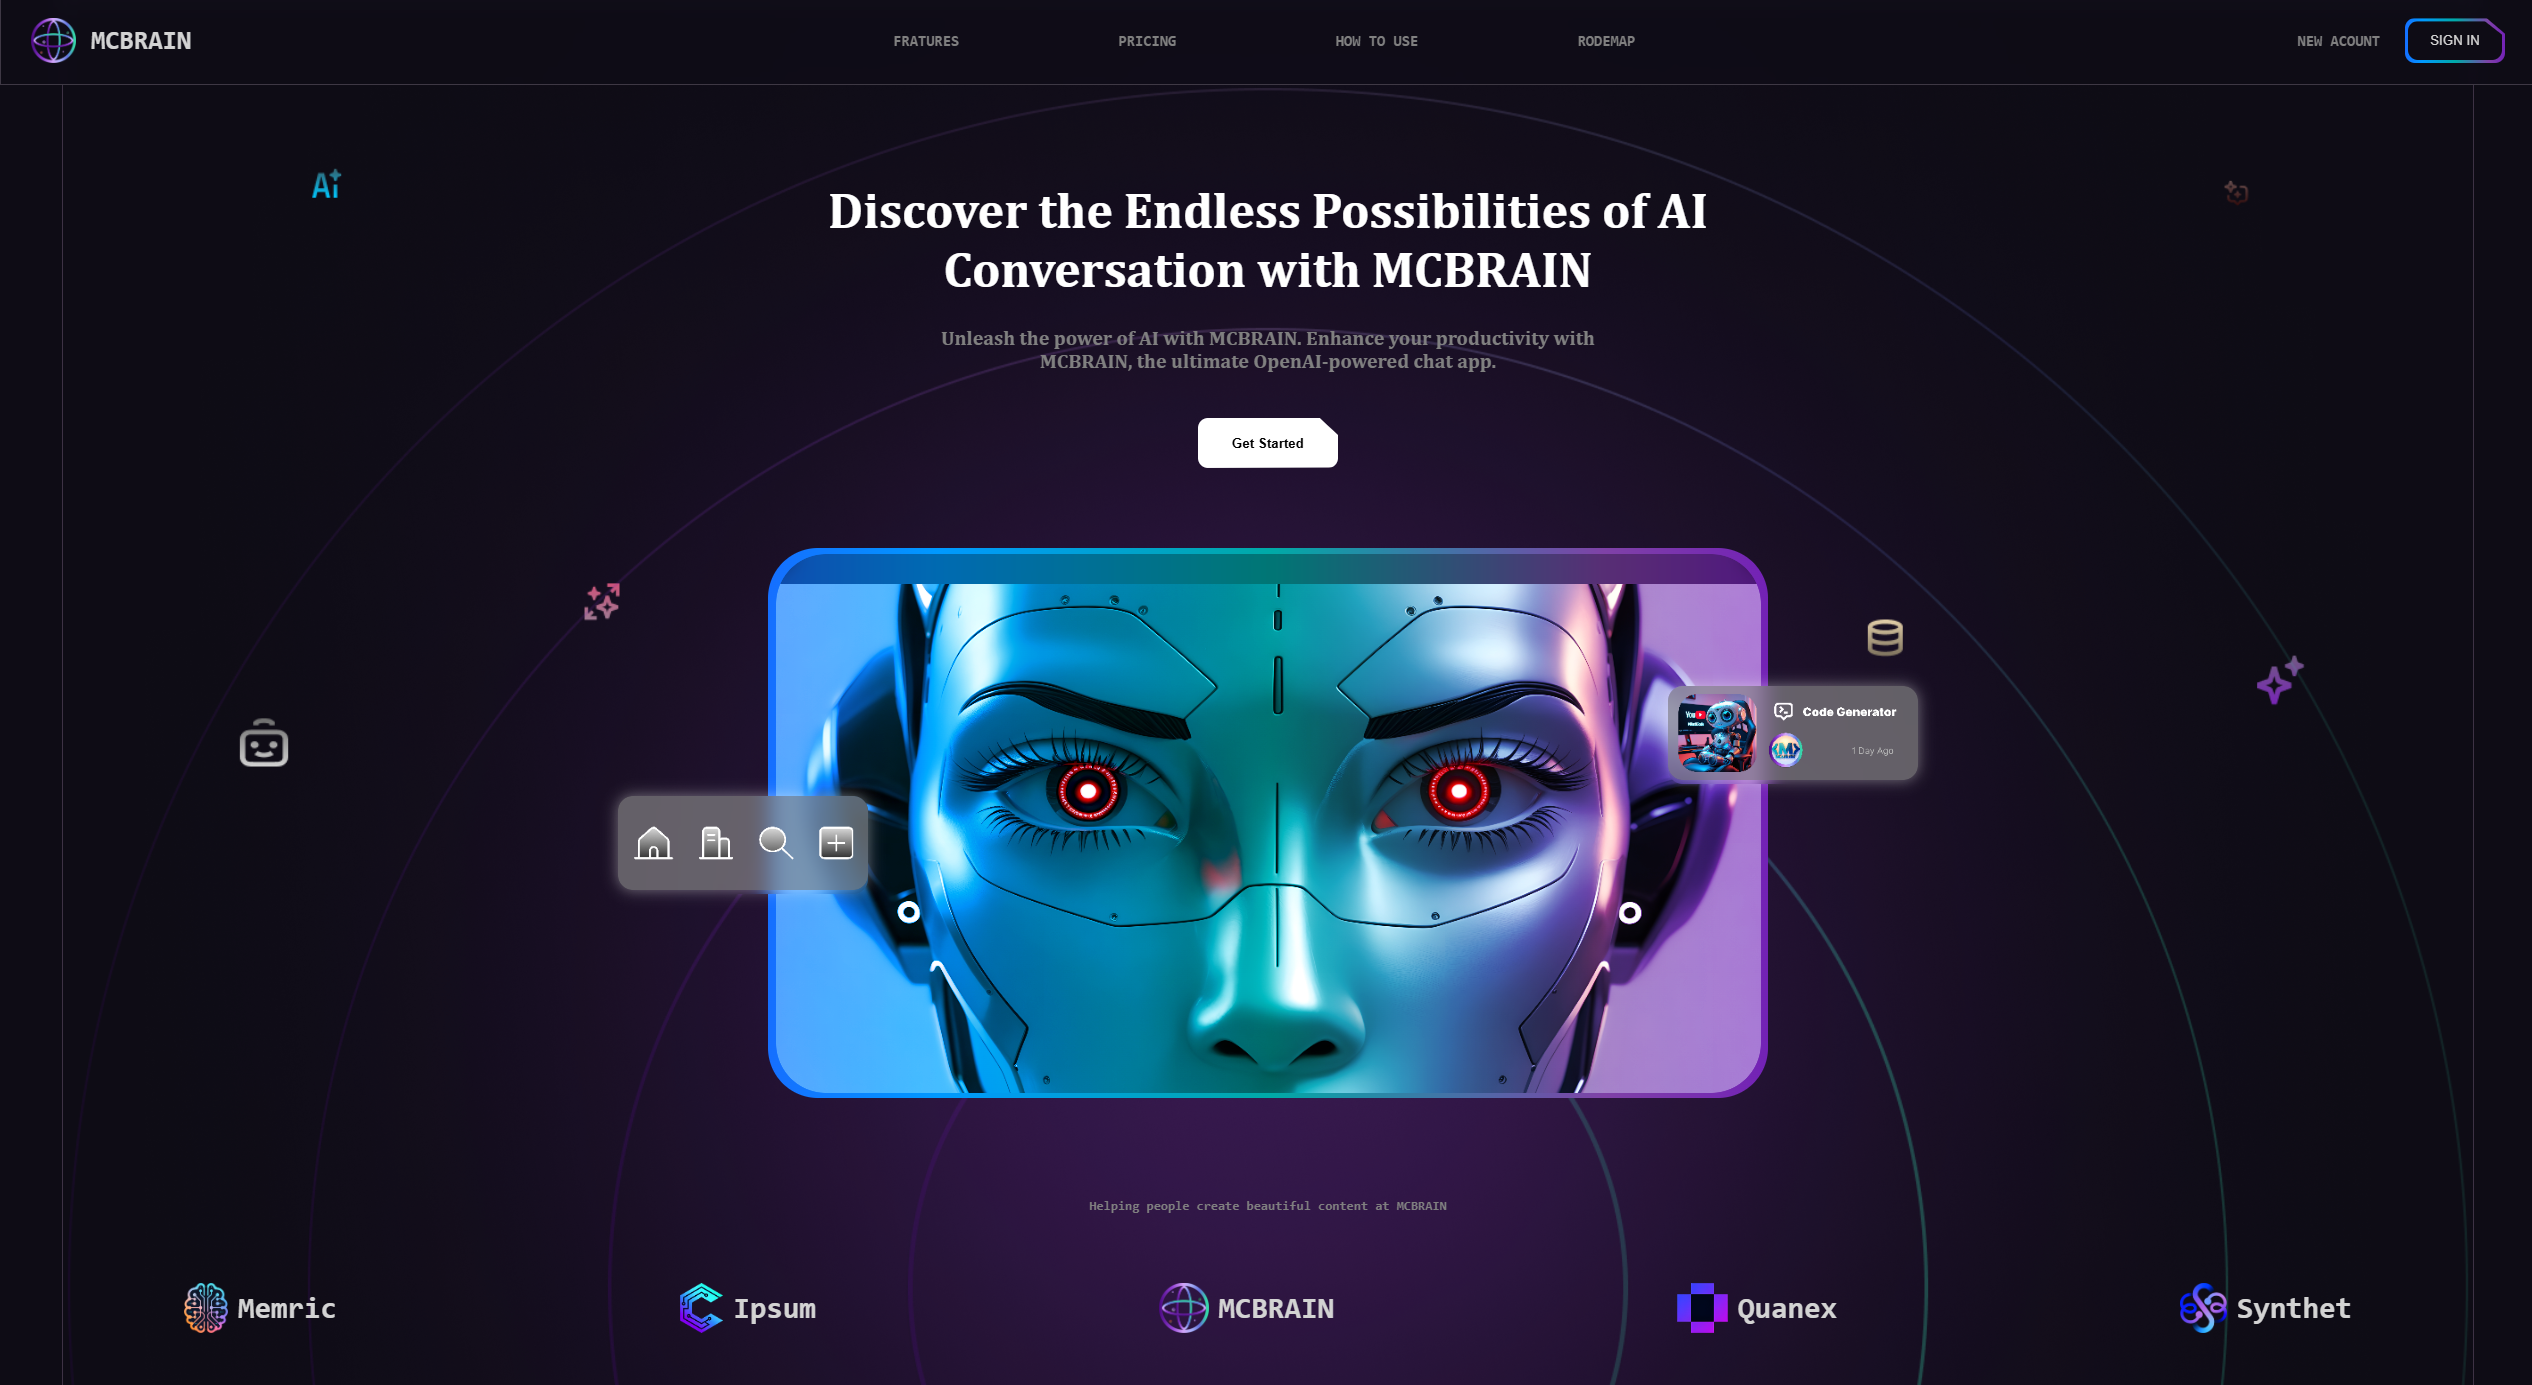 MCBRAIN
FRATURES
PRICING
HOW TO USE
RODEMAP
NEW ACOUNT
SIGN IN
Ai
Discover the Endless Possibilities of AI
Conversation with MCBRAIN
Unleash the power of AI with MCBRAIN. Enhance your productivity with
MCBRAIN, the ultimate OpenAI-powered chat app.
Get Started
Code Generator
1 Day Ago
Helping people create beautiful content at MCBRAIN
Memric
Ipsum
MCBRAIN
Quanex
Synthet